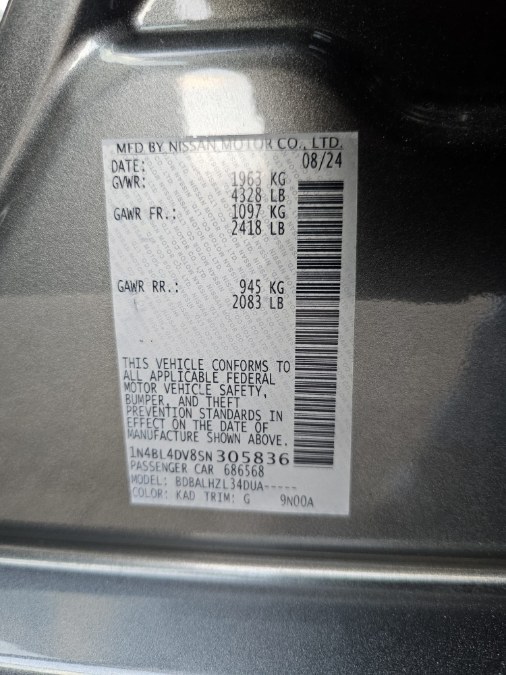 MFD BY NISSAN MOTOR CO., LTD.
DATE: 08/24
GVWR: 1963 KG
4328 LB
GAWR FR.: 1097 KG
2418 LB
GAWR RR.: 945 KG
2083 LB
THIS VEHICLE CONFORMS TO
ALL APPLICABLE FEDERAL
MOTOR VEHICLE SAFETY,
BUMPER, AND THEFT
PREVENTION STANDARDS IN
EFFECT ON THE DATE OF
MANUFACTURE SHOWN ABOVE.
1N4BL4DV8SN305836
PASSENGER CAR 686568
MODEL: BDBALHZL34DUA-----
COLOR: KAD TRIM: G 9N00A